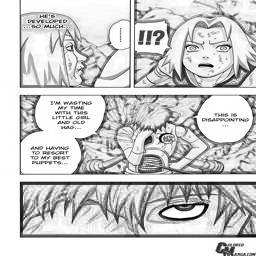 HE'S
DEVELOPED
SO MUCH...
..........
!!?
I'M WASTING
MY TIME
WITH THIS
LITTLE GIRL
AND OLD
HAG...
AND HAVING
TO RESORT
TO MY BEST
PUPPETS...
THIS IS
DISAPPOINTING
...
COLORED
MANGA.COM